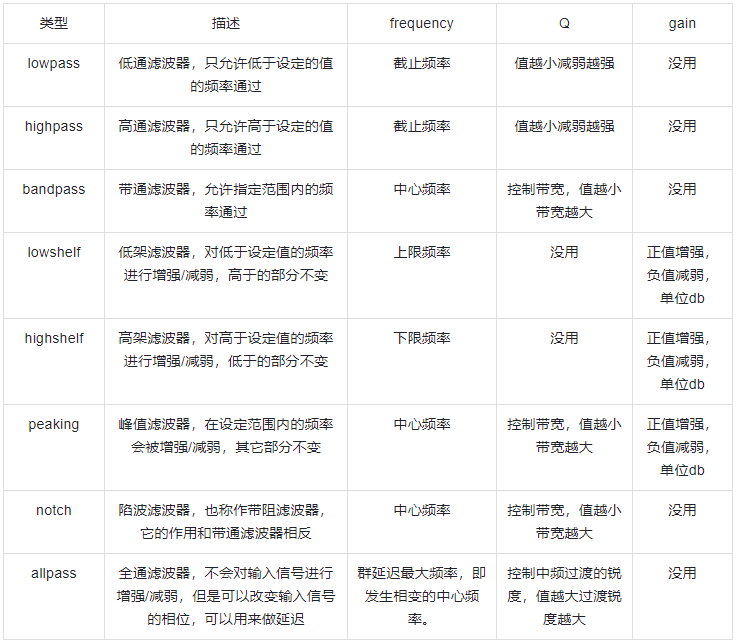 类型 描述 frequency Q gain
lowpass 低通滤波器，只允许低于设定的值的频率通过 截止频率 值越小减弱越强 没用
highpass 高通滤波器，只允许高于设定的值的频率通过 截止频率 值越小减弱越强 没用
bandpass 带通滤波器，允许指定范围内的频率通过 中心频率 控制带宽，值越小带宽越大 没用
lowshelf 低架滤波器，对低于设定值的频率进行增强/减弱，高于的部分不变 上限频率 没用 正值增强，负值减弱，单位db
highshelf 高架滤波器，对高于设定值的频率进行增强/减弱，低于的部分不变 下限频率 没用 正值增强，负值减弱，单位db
peaking 峰值滤波器，在设定范围内的频率会被增强/减弱，其它部分不变 中心频率 控制带宽，值越小带宽越大 正值增强，负值减弱，单位db
notch 陷波滤波器，也称作带阻滤波器，它的作用和带通滤波器相反 中心频率 控制带宽，值越小带宽越大 没用
allpass 全通滤波器，不会对输入信号进行增强/减弱，但是可以改变输入信号的相位，可以用来做延迟 群延迟最大频率，即发生相变的中心频率。 控制中频过渡的锐度，值越大过渡锐度越大 没用